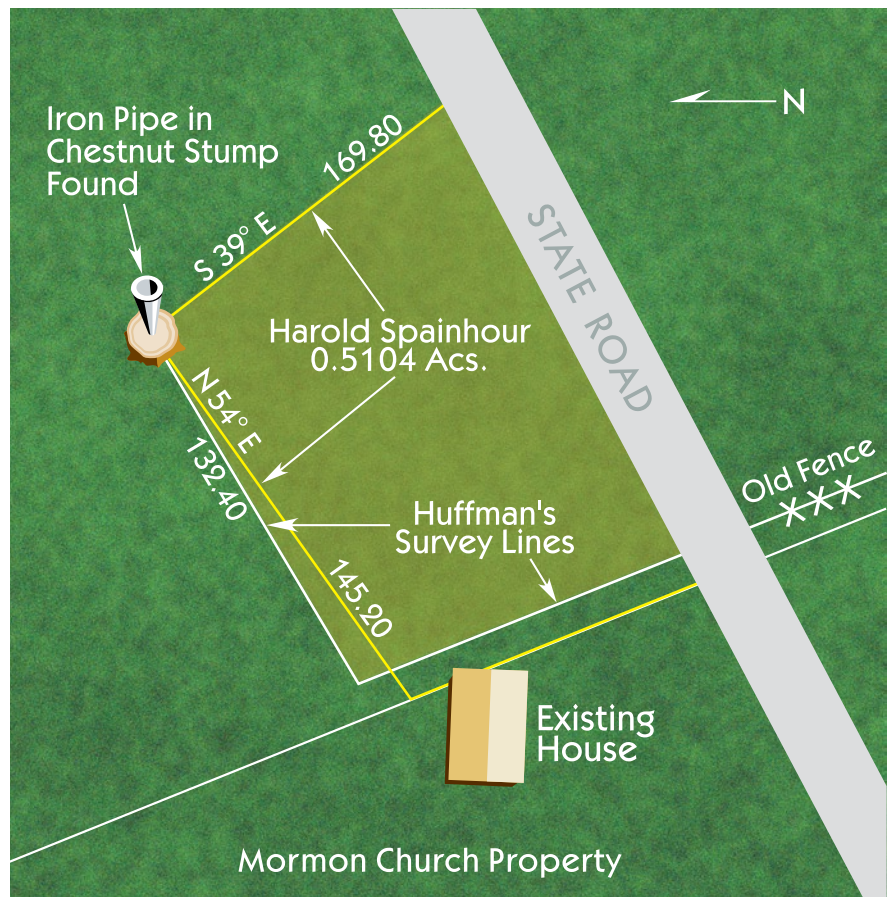 Iron Pipe in
Chestnut Stump
Found
N
169.80
S 39° E
STATE ROAD
Harold Spainhour
0.5104 Acs.
N 54° E
132.40
Old Fence
Huffman's
Survey Lines
145.20
Existing
House
Mormon Church Property